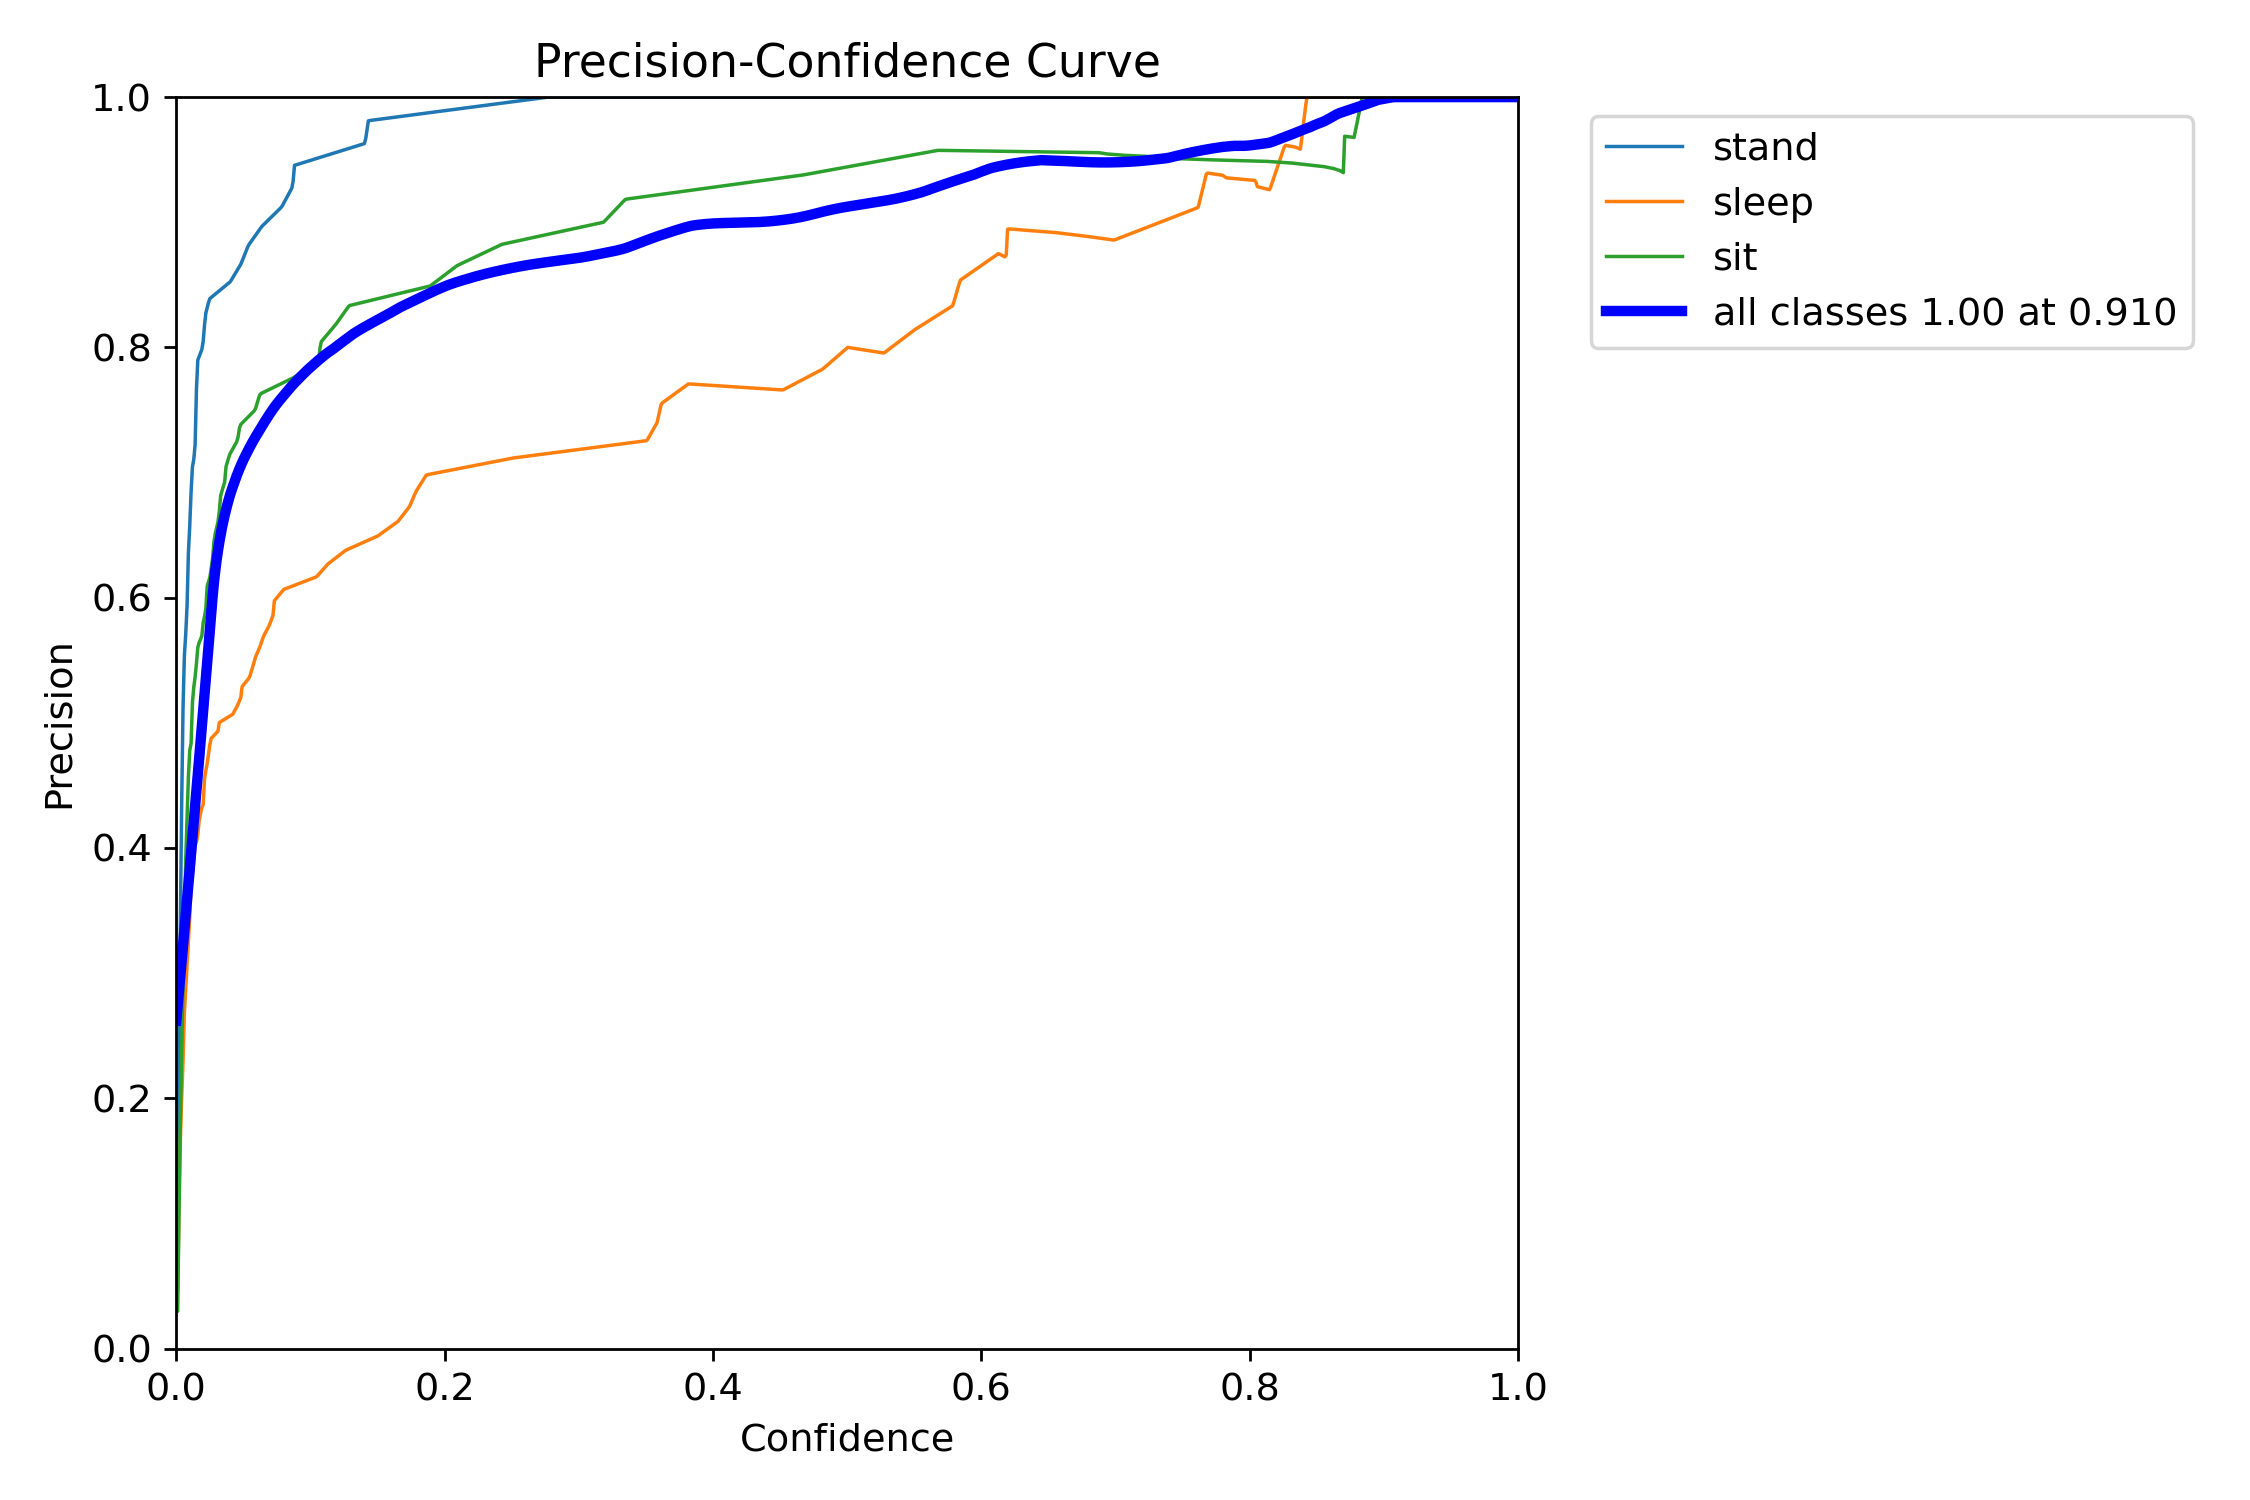 Precision-Confidence Curve
1.0
0.8
0.6
0.4
0.2
0.0
Precision
0.0 0.2 0.4 0.6 0.8 1.0
Confidence
stand
sleep
sit
all classes 1.00 at 0.910